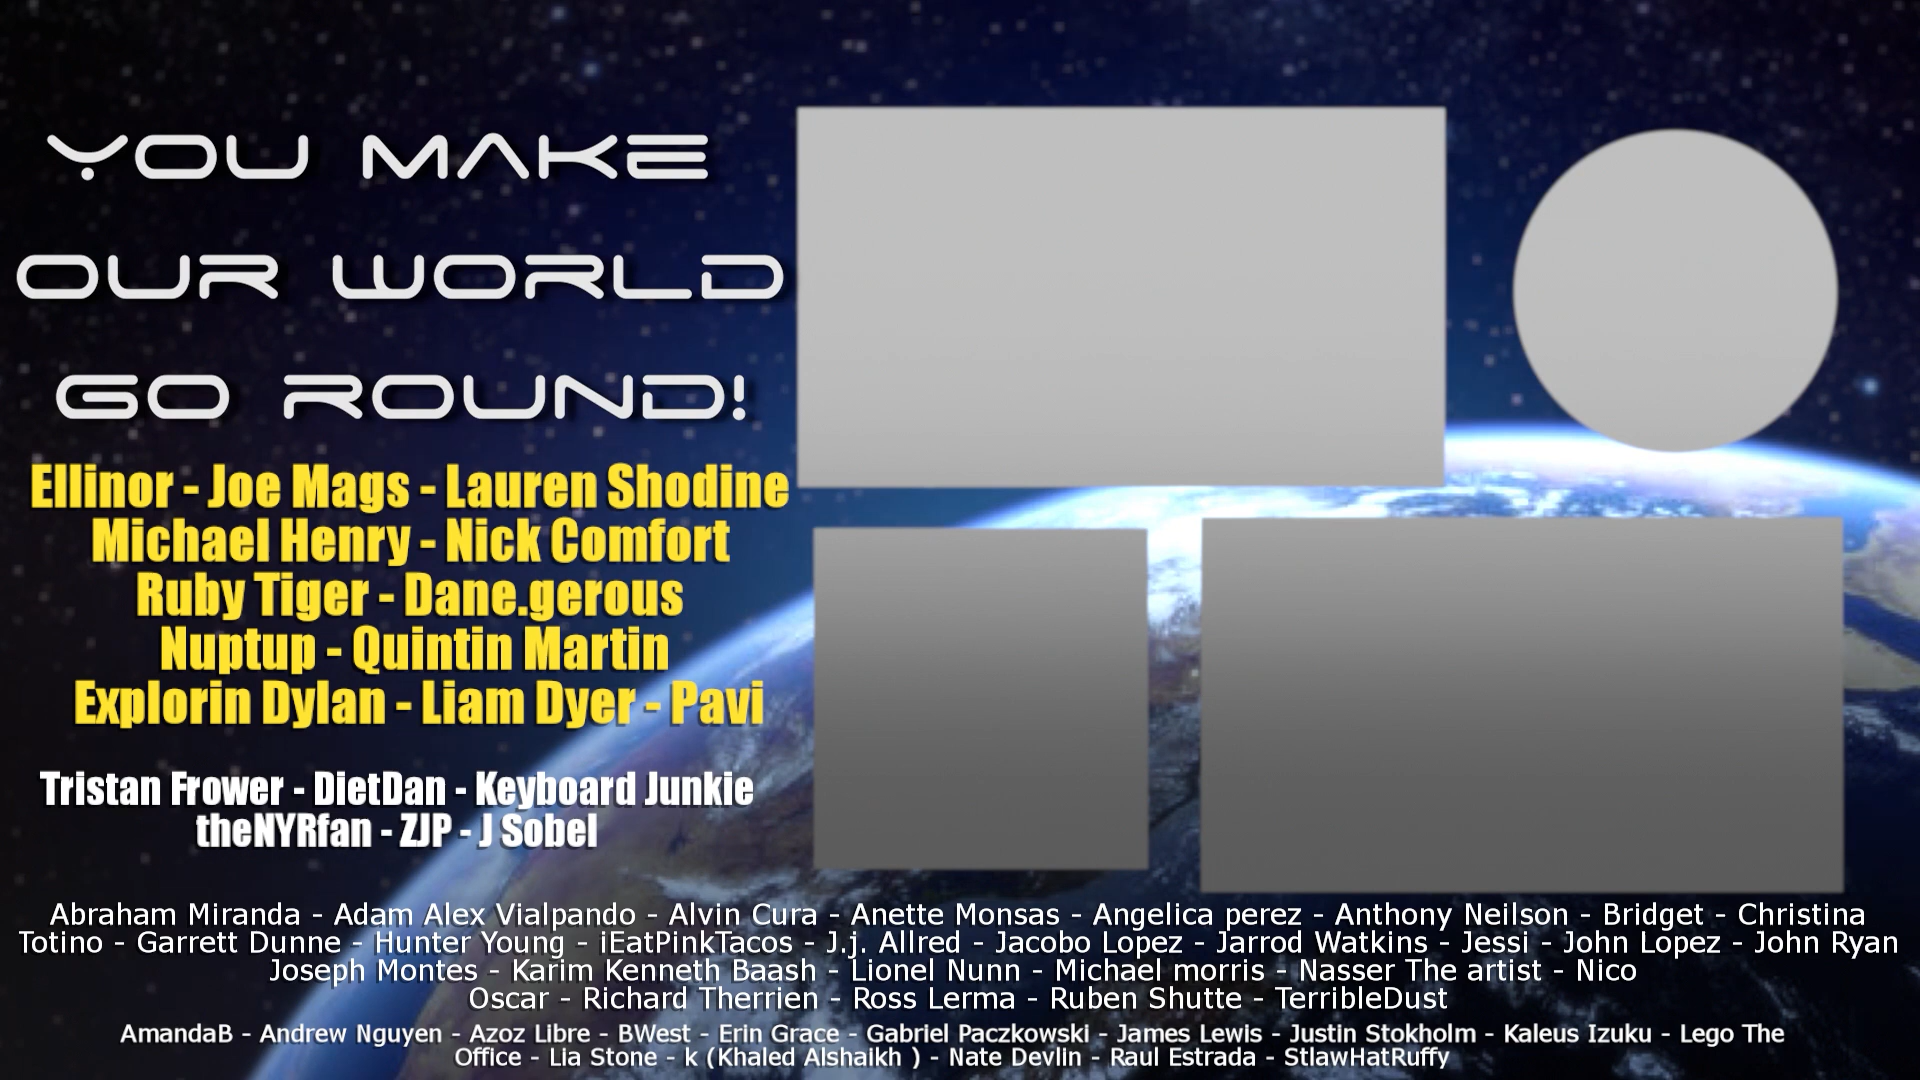 YOU MAKE
OUR WORLD
GO ROUND!
Ellinor - Joe Mags - Lauren Shodine
Michael Henry - Nick Comfort
Ruby Tiger - Dane.gerous
Nuptup - Quintin Martin
Explorin Dylan - Liam Dyer - Pavi
Tristan Frower - DietDan - Keyboard Junkie
theNYRfan - ZJP - J Sobel
Abraham Miranda - Adam Alex Vialpando - Alvin Cura - Anette Monsas - Angelica perez - Anthony Neilson - Bridget - Christina
Totino - Garrett Dunne - Hunter Young - iEatPinkTacos - J.j. Allred - Jacobo Lopez - Jarrod Watkins - Jessi - John Lopez - John Ryan
Joseph Montes - Karim Kenneth Baash - Lionel Nunn - Michael morris - Nasser The artist - Nico
Oscar - Richard Therrien - Ross Lerma - Ruben Shutte - TerribleDust
AmandaB - Andrew Nguyen - Azoz Libre - BWest - Erin Grace - Gabriel Paczkowski - James Lewis - Justin Stokholm - Kaleus Izuku - Lego The
Office - Lia Stone - k (Khaled Alshaikh ) - Nate Devlin - Raul Estrada - StlawHatRuffy